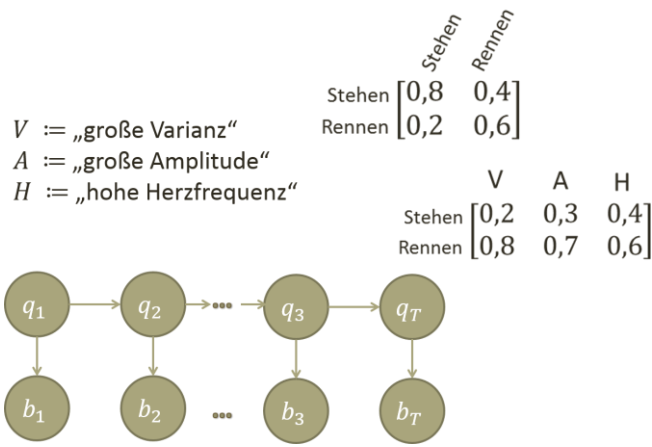 Stehen Rennen
Stehen [0,8 0,4]
Rennen [0,2 0,6]
V := „große Varianz“
A := „große Amplitude“
H := „hohe Herzfrequenz“
V A H
Stehen [0,2 0,3 0,4]
Rennen [0,8 0,7 0,6]
q₁ q₂ ... q₃ q_T
b₁ b₂ ... b₃ b_T